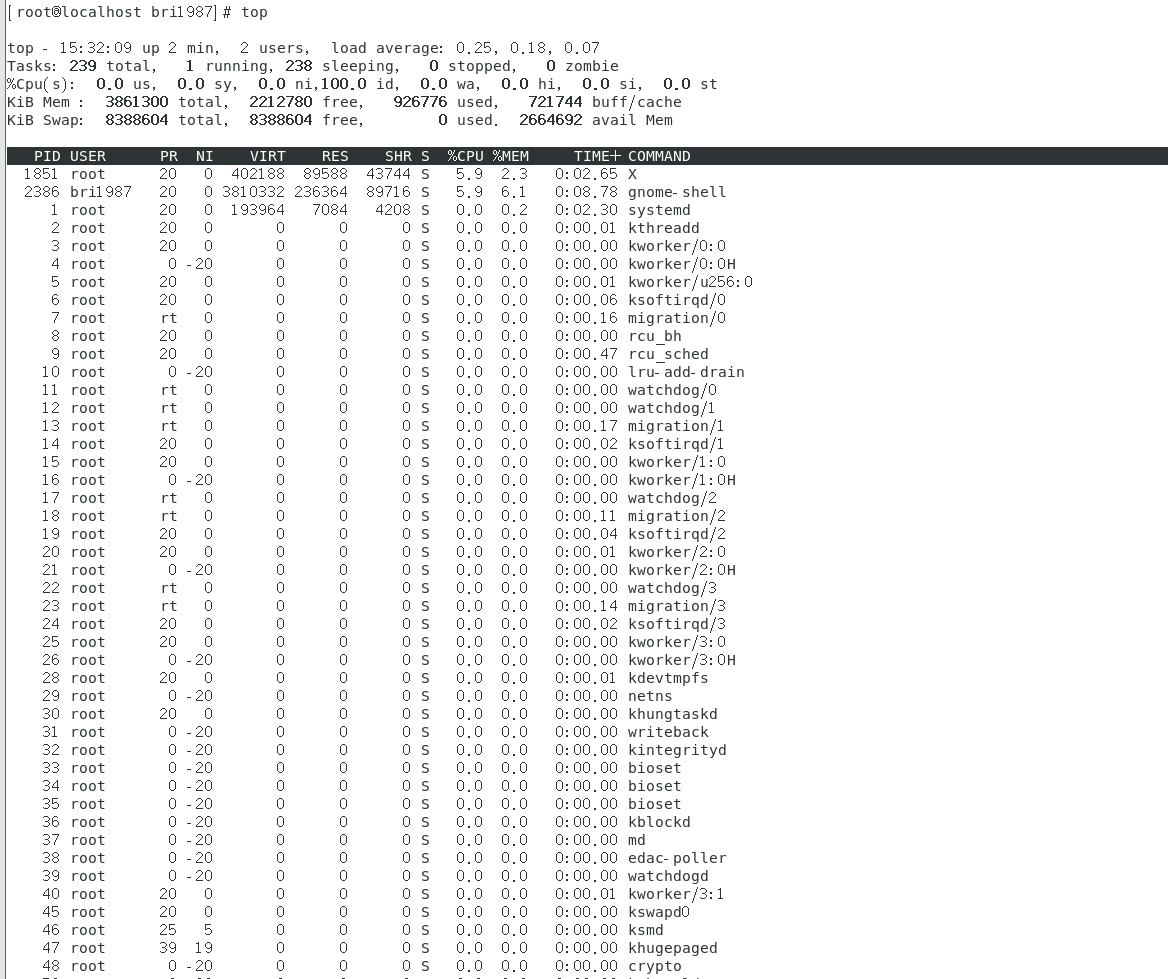 [root@localhost bri1987]# top
top - 15:32:09 up 2 min,  2 users,  load average: 0.25, 0.18, 0.07
Tasks: 239 total,   1 running, 238 sleeping,   0 stopped,   0 zombie
%Cpu(s):  0.0 us,  0.0 sy,  0.0 ni,100.0 id,  0.0 wa,  0.0 hi,  0.0 si,  0.0 st
KiB Mem :  3861300 total,  2212780 free,   926776 used,   721744 buff/cache
KiB Swap:  8388604 total,  8388604 free,        0 used.  2664692 avail Mem
PID USER PR NI VIRT RES SHR S %CPU %MEM TIME+ COMMAND
1851 root 20 0 402188 89588 43744 S 5.9 2.3 0:02.65 X
2386 bri1987 20 0 3810332 236364 89716 S 5.9 6.1 0:08.78 gnome-shell
1 root 20 0 193964 7084 4208 S 0.0 0.2 0:02.30 systemd
2 root 20 0 0 0 0 S 0.0 0.0 0:00.01 kthreadd
3 root 20 0 0 0 0 S 0.0 0.0 0:00.00 kworker/0:0
4 root 0 -20 0 0 0 S 0.0 0.0 0:00.00 kworker/0:0H
5 root 20 0 0 0 0 S 0.0 0.0 0:00.01 kworker/u256:0
6 root 20 0 0 0 0 S 0.0 0.0 0:00.06 ksoftirqd/0
7 root rt 0 0 0 0 S 0.0 0.0 0:00.16 migration/0
8 root 20 0 0 0 0 S 0.0 0.0 0:00.00 rcu_bh
9 root 20 0 0 0 0 S 0.0 0.0 0:00.47 rcu_sched
10 root 0 -20 0 0 0 S 0.0 0.0 0:00.00 lru-add-drain
11 root rt 0 0 0 0 S 0.0 0.0 0:00.00 watchdog/0
12 root rt 0 0 0 0 S 0.0 0.0 0:00.00 watchdog/1
13 root rt 0 0 0 0 S 0.0 0.0 0:00.17 migration/1
14 root 20 0 0 0 0 S 0.0 0.0 0:00.02 ksoftirqd/1
15 root 20 0 0 0 0 S 0.0 0.0 0:00.00 kworker/1:0
16 root 0 -20 0 0 0 S 0.0 0.0 0:00.00 kworker/1:0H
17 root rt 0 0 0 0 S 0.0 0.0 0:00.00 watchdog/2
18 root rt 0 0 0 0 S 0.0 0.0 0:00.11 migration/2
19 root 20 0 0 0 0 S 0.0 0.0 0:00.04 ksoftirqd/2
20 root 20 0 0 0 0 S 0.0 0.0 0:00.01 kworker/2:0
21 root 0 -20 0 0 0 S 0.0 0.0 0:00.00 kworker/2:0H
22 root rt 0 0 0 0 S 0.0 0.0 0:00.00 watchdog/3
23 root rt 0 0 0 0 S 0.0 0.0 0:00.14 migration/3
24 root 20 0 0 0 0 S 0.0 0.0 0:00.02 ksoftirqd/3
25 root 20 0 0 0 0 S 0.0 0.0 0:00.00 kworker/3:0
26 root 0 -20 0 0 0 S 0.0 0.0 0:00.00 kworker/3:0H
28 root 20 0 0 0 0 S 0.0 0.0 0:00.01 kdevtmpfs
29 root 0 -20 0 0 0 S 0.0 0.0 0:00.00 netns
30 root 20 0 0 0 0 S 0.0 0.0 0:00.00 khungtaskd
31 root 0 -20 0 0 0 S 0.0 0.0 0:00.00 writeback
32 root 0 -20 0 0 0 S 0.0 0.0 0:00.00 kintegrityd
33 root 0 -20 0 0 0 S 0.0 0.0 0:00.00 bioset
34 root 0 -20 0 0 0 S 0.0 0.0 0:00.00 bioset
35 root 0 -20 0 0 0 S 0.0 0.0 0:00.00 bioset
36 root 0 -20 0 0 0 S 0.0 0.0 0:00.00 kblockd
37 root 0 -20 0 0 0 S 0.0 0.0 0:00.00 md
38 root 0 -20 0 0 0 S 0.0 0.0 0:00.00 edac-poller
39 root 0 -20 0 0 0 S 0.0 0.0 0:00.00 watchdogd
40 root 20 0 0 0 0 S 0.0 0.0 0:00.01 kworker/3:1
45 root 20 0 0 0 0 S 0.0 0.0 0:00.00 kswapd0
46 root 25 5 0 0 0 S 0.0 0.0 0:00.00 ksmd
47 root 39 19 0 0 0 S 0.0 0.0 0:00.00 khugepaged
48 root 0 -20 0 0 0 S 0.0 0.0 0:00.00 crypto